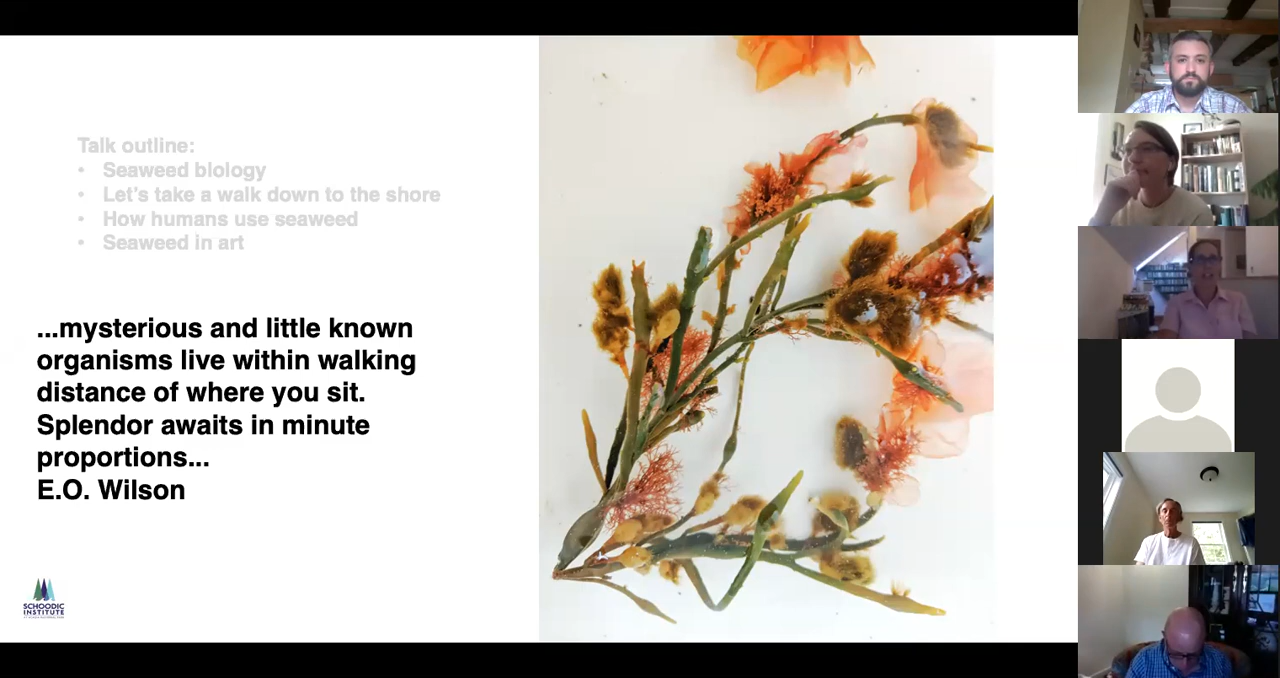 Talk outline:
• Seaweed biology
• Let's take a walk down to the shore
• How humans use seaweed
• Seaweed in art
...mysterious and little known
organisms live within walking
distance of where you sit.
Splendor awaits in minute
proportions...
E.O. Wilson
SCHOODIC
INSTITUTE